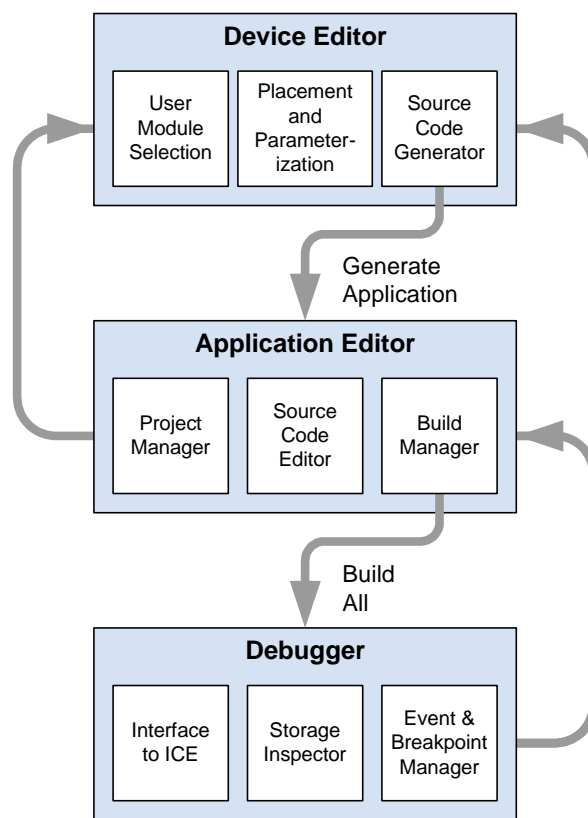 Device Editor
User
Module
Selection
Placement
and
Parameter-
ization
Source
Code
Generator
Generate
Application
Application Editor
Project
Manager
Source
Code
Editor
Build
Manager
Build
All
Debugger
Interface
to ICE
Storage
Inspector
Event &
Breakpoint
Manager